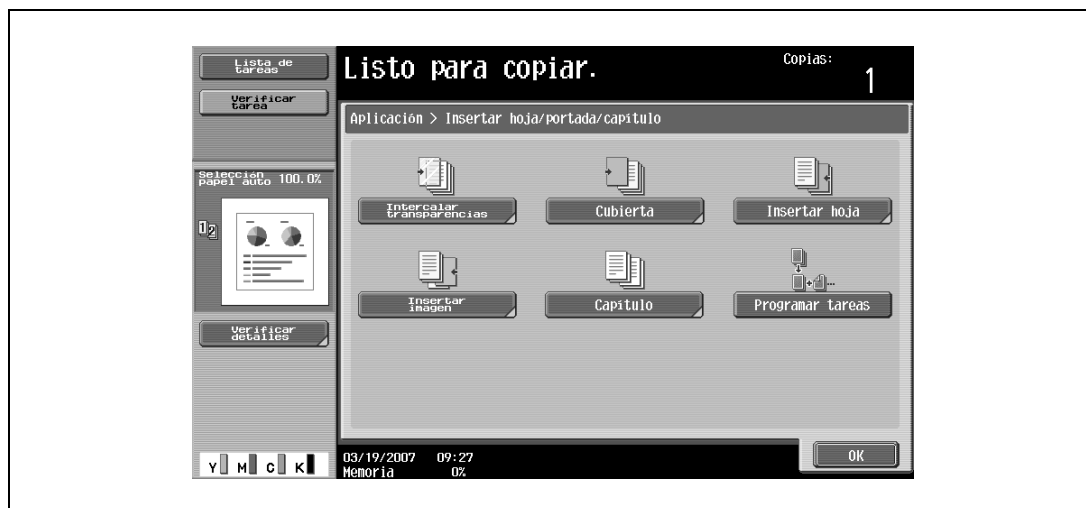 Lista de
tareas
Verificar
tarea
Listo para copiar.
Copias:
1
Aplicación > Insertar hoja/portada/capítulo
Selección
papel auto 100.0%
12
Intercalar
transparencias
Cubierta
Insertar hoja
Insertar
imagen
Capítulo
Programar tareas
Verificar
detalles
Y M C K
03/19/2007 09:27
Memoria 0%
OK